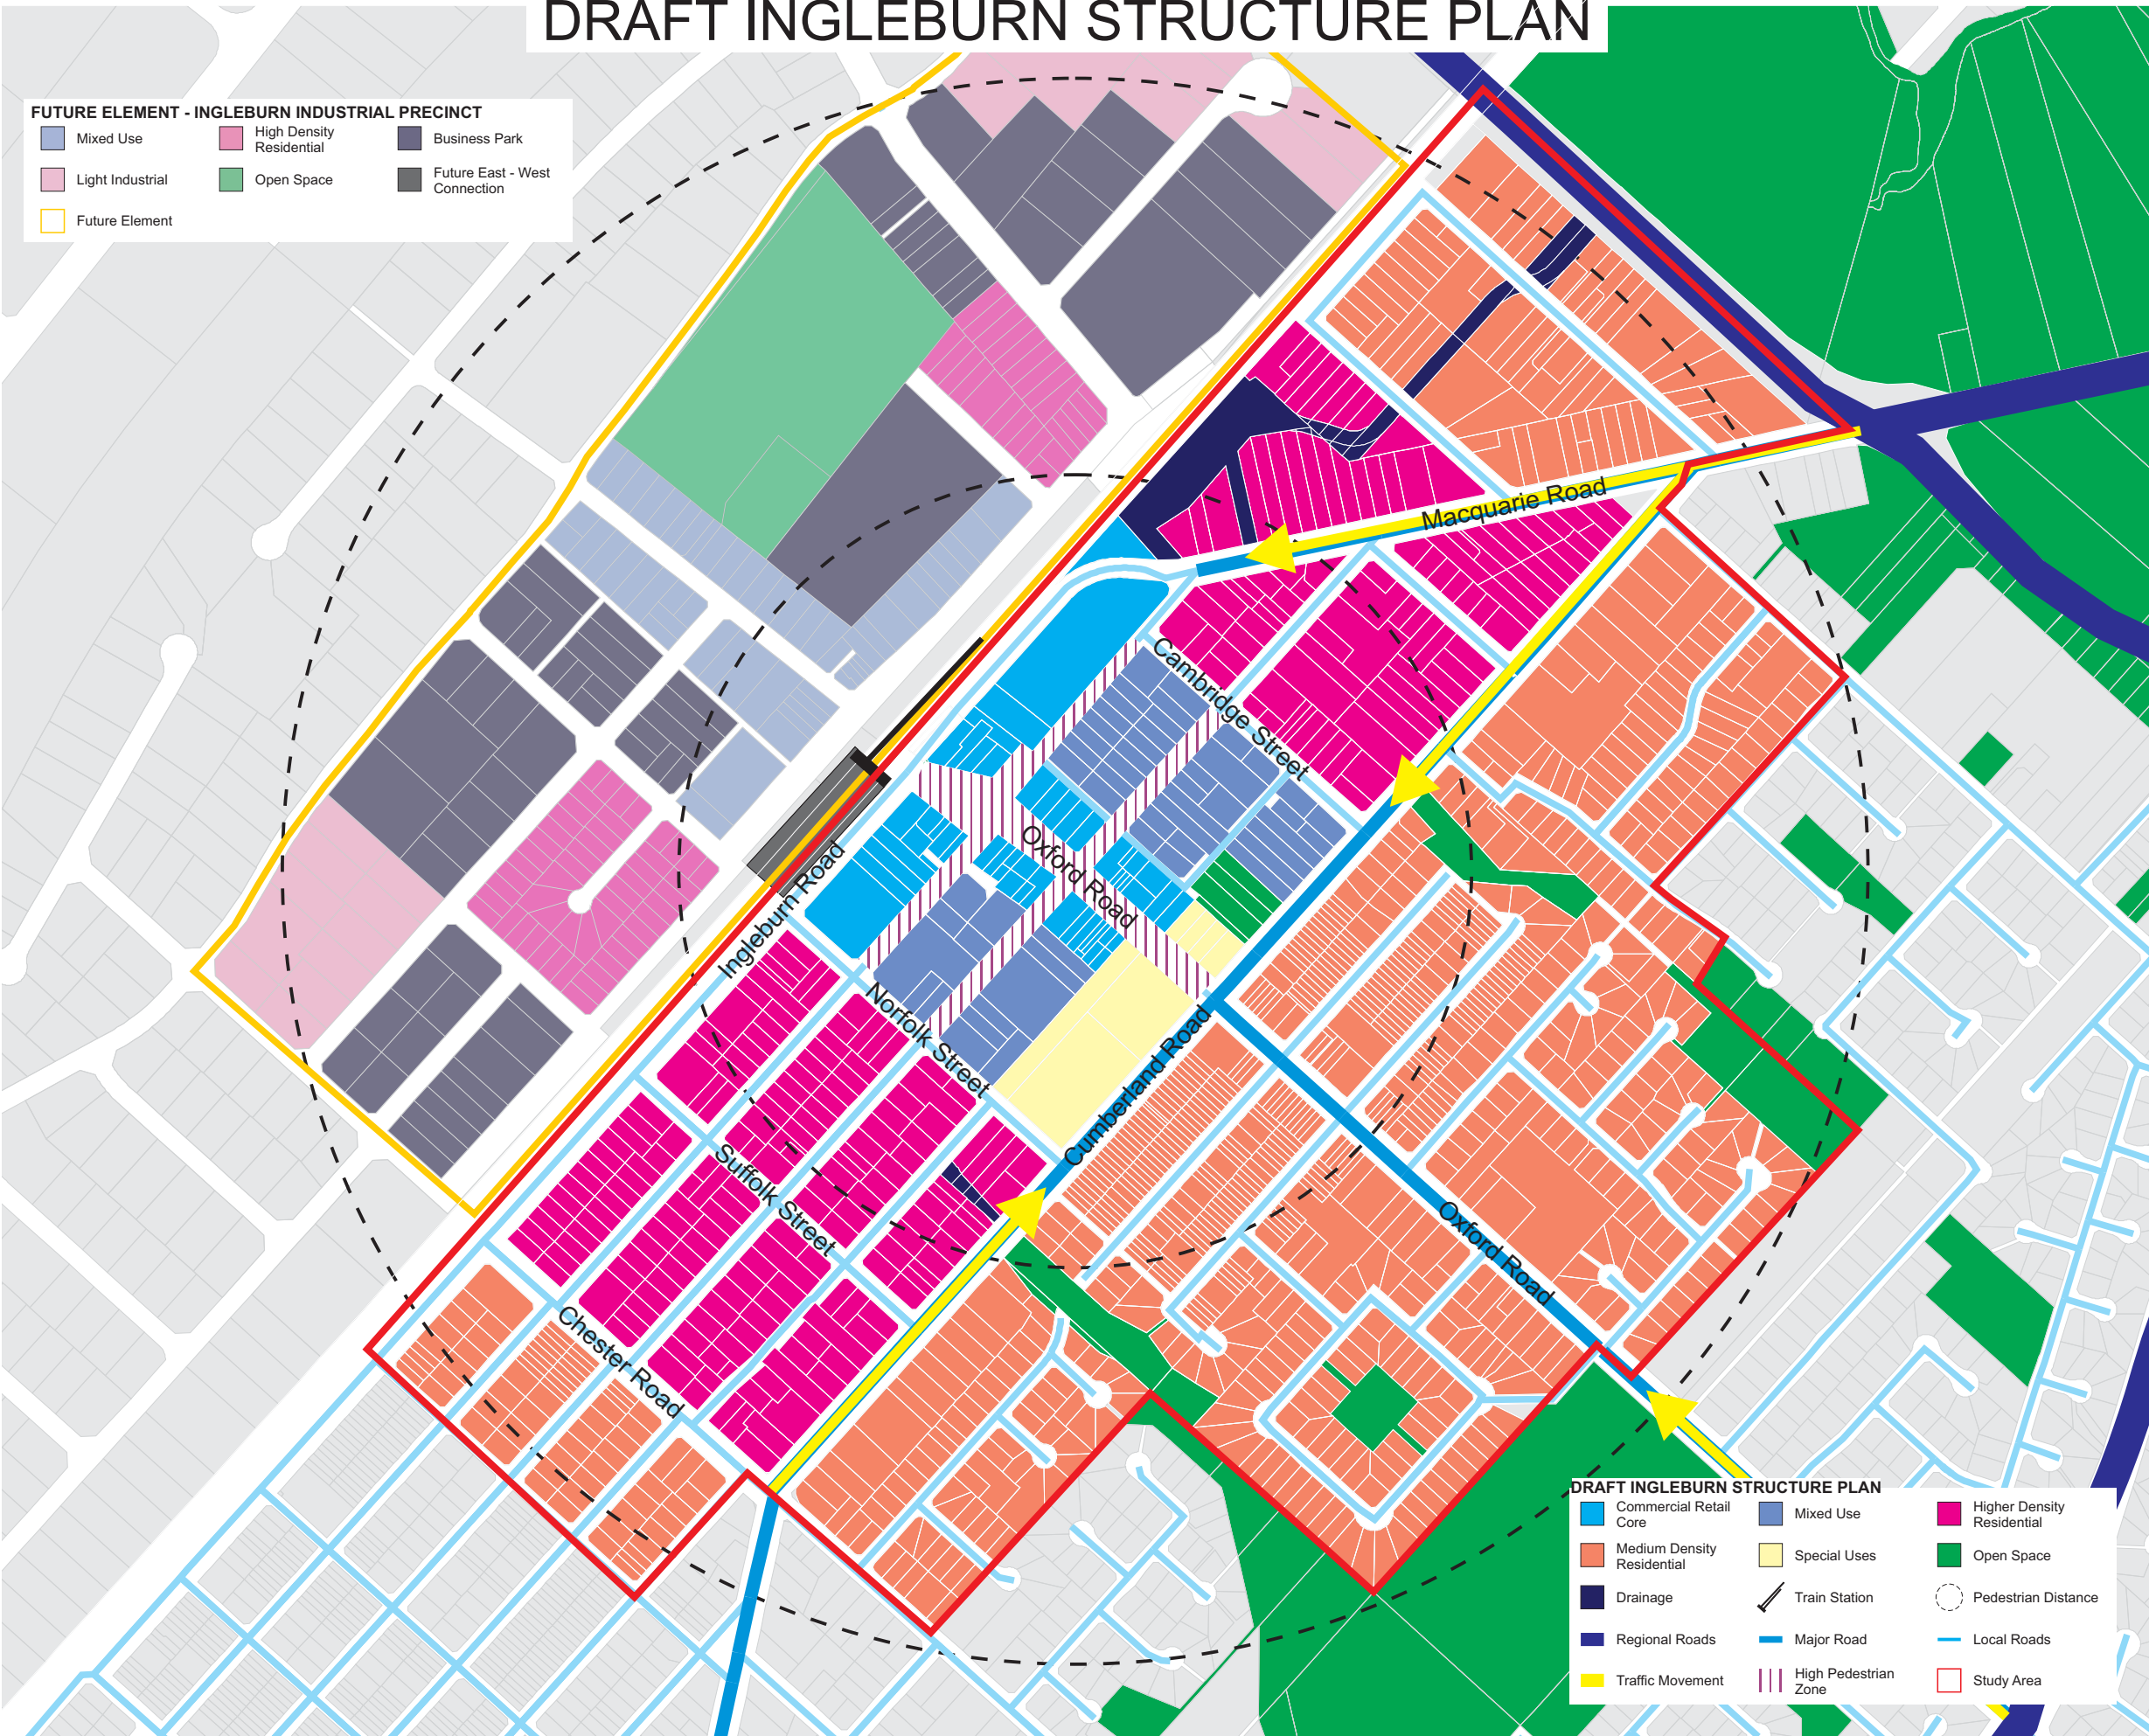 DRAFT INGLEBURN STRUCTURE PLAN
FUTURE ELEMENT - INGLEBURN INDUSTRIAL PRECINCT
Mixed Use
High Density
Residential
Business Park
Light Industrial
Open Space
Future East - West
Connection
Future Element
Macquarie Road
Cambridge Street
Oxford Road
Ingleburn Road
Norfolk Street
Cumberland Road
Suffolk Street
Oxford Road
Chester Road
DRAFT INGLEBURN STRUCTURE PLAN
Commercial Retail
Core
Mixed Use
Higher Density
Residential
Medium Density
Residential
Special Uses
Open Space
Drainage
Train Station
Pedestrian Distance
Regional Roads
Major Road
Local Roads
Traffic Movement
High Pedestrian
Zone
Study Area